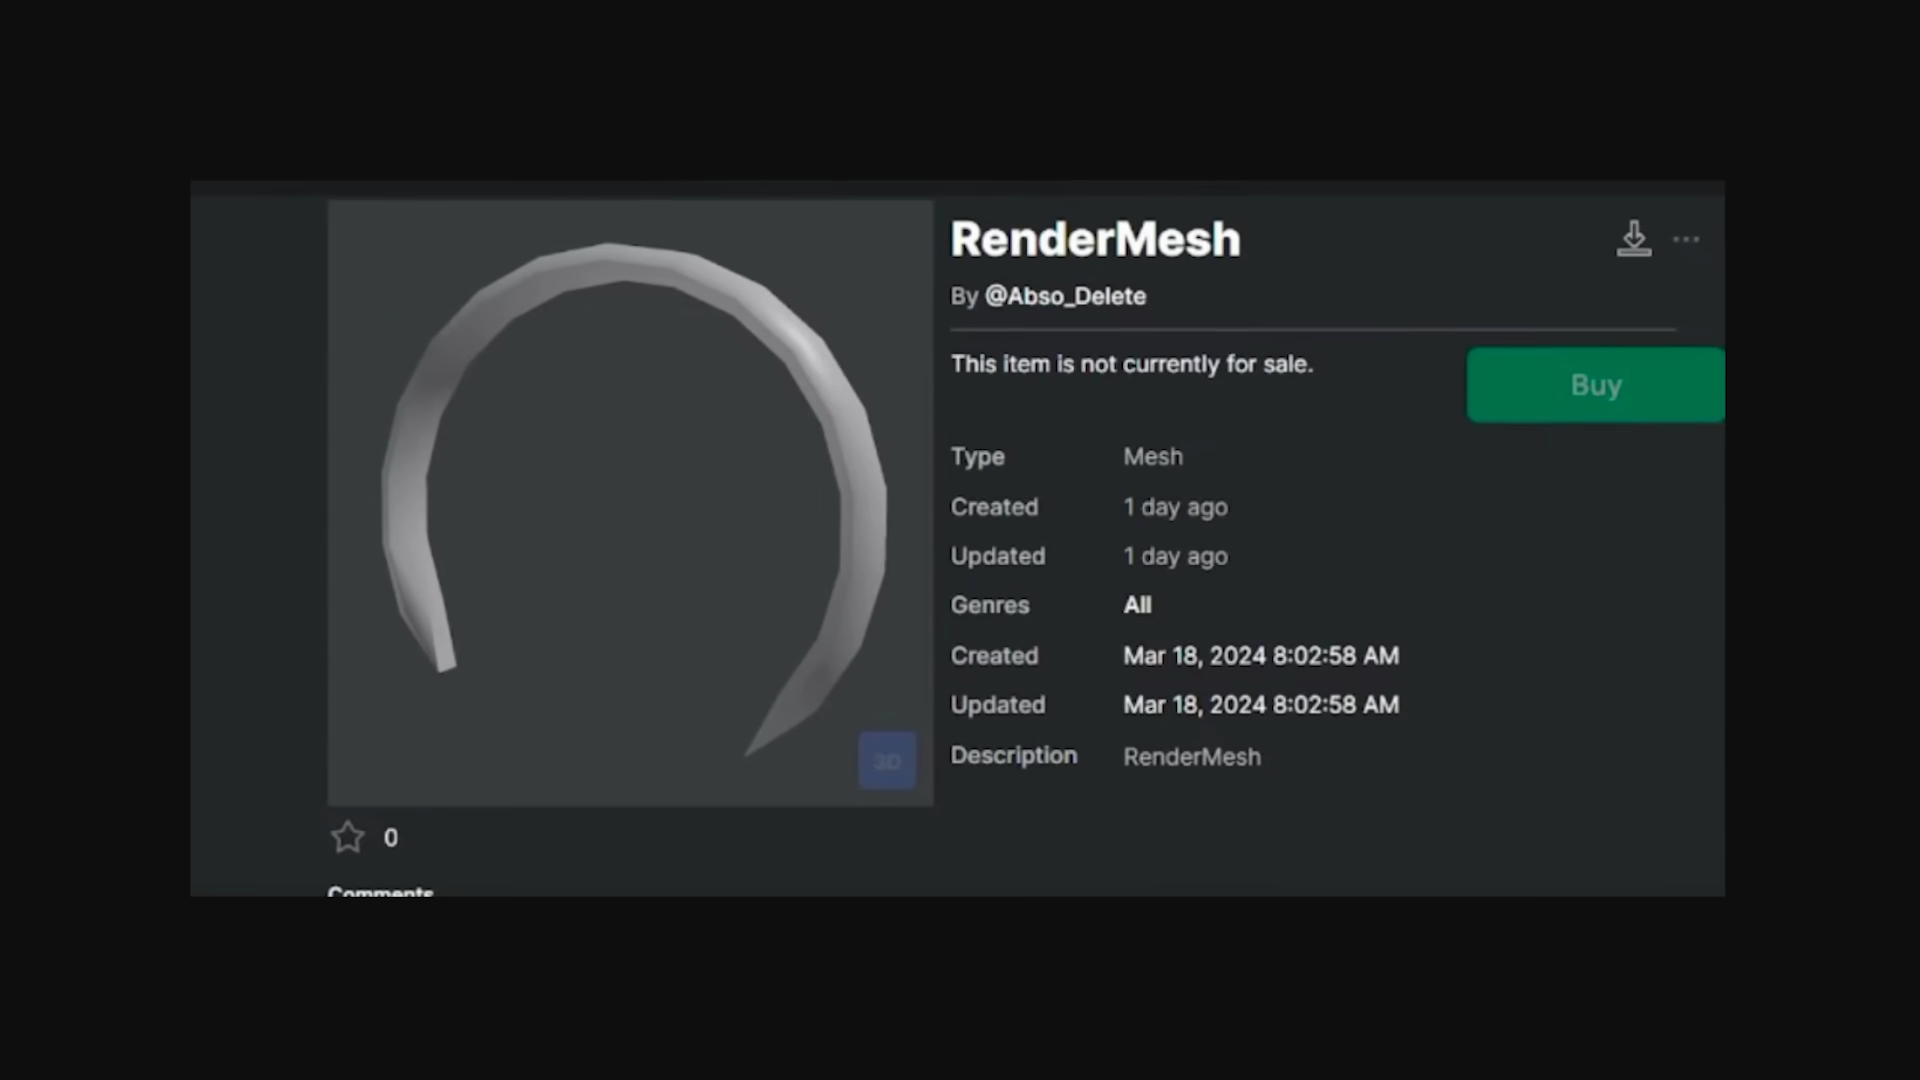 RenderMesh
By @Abso_Delete
This item is not currently for sale.
Buy
Type Mesh
Created 1 day ago
Updated 1 day ago
Genres All
Created Mar 18, 2024 8:02:58 AM
Updated Mar 18, 2024 8:02:58 AM
Description RenderMesh
3D
0
Comments